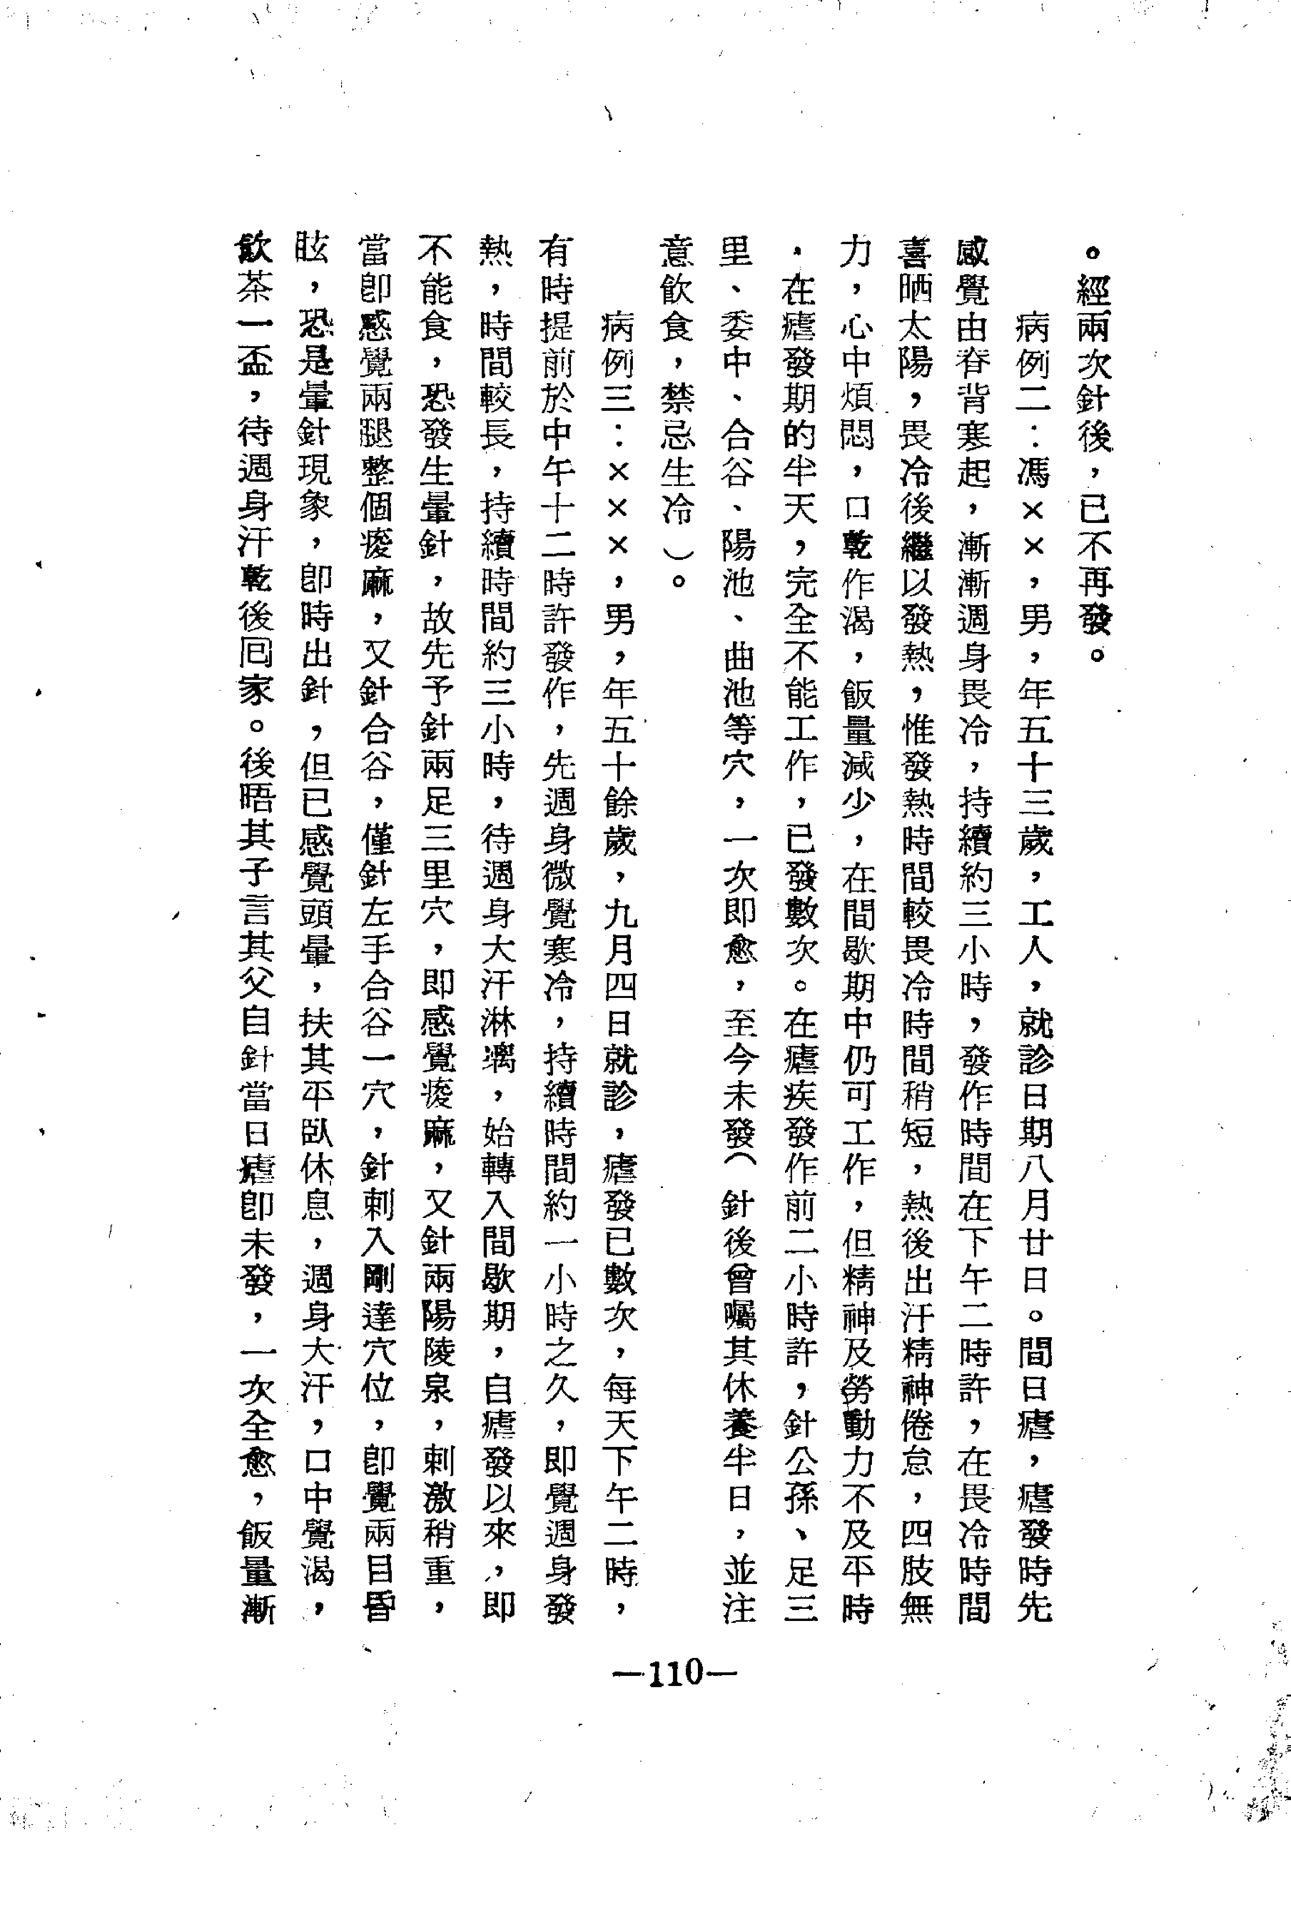 。經兩次針後，已不再發。
病例二：馮××，男，年五十三歲，工人，就診日期八月廿日。間日瘧，瘧發時先
感覺由脊背寒起，漸漸週身畏冷，持續約三小時，發作時間在下午二時許，在畏冷時間
喜晒太陽，畏冷後繼以發熱，惟發熱時間較畏冷時間稍短，熱後出汗精神倦怠，四肢無
力，心中煩悶，口乾作渴，飯量減少，在間歇期中仍可工作，但精神及勞動力不及平時
，在瘧發期的半天，完全不能工作，已發數次。在瘧疾發作前二小時許，針公孫、足三
里、委中、合谷、陽池、曲池等穴，一次即愈，至今未發（針後曾囑其休養半日，並注
意飲食，禁忌生冷）。
病例三：×××，男，年五十餘歲，九月四日就診，瘧發已數次，每天下午二時，
有時提前於中午十二時許發作，先週身微覺寒冷，持續時間約一小時之久，即覺週身發
熱，時間較長，持續時間約三小時，待週身大汗淋漓，始轉入間歇期，自瘧發以來，即
不能食，恐發生暈針，故先予針兩足三里穴，即感覺痠麻，又針兩陽陵泉，刺激稍重，
當卽感覺兩腿整個痠麻，又針合谷，僅針左手合谷一穴，針刺入剛達穴位，卽覺兩目昏
眩，恐是暈針現象，卽時出針，但已感覺頭暈，扶其平臥休息，週身大汗，口中覺渴，
飲茶一盃，待週身汗乾後囘家。後晤其子言其父自針當日瘧卽未發，一次全愈，飯量漸
—110—